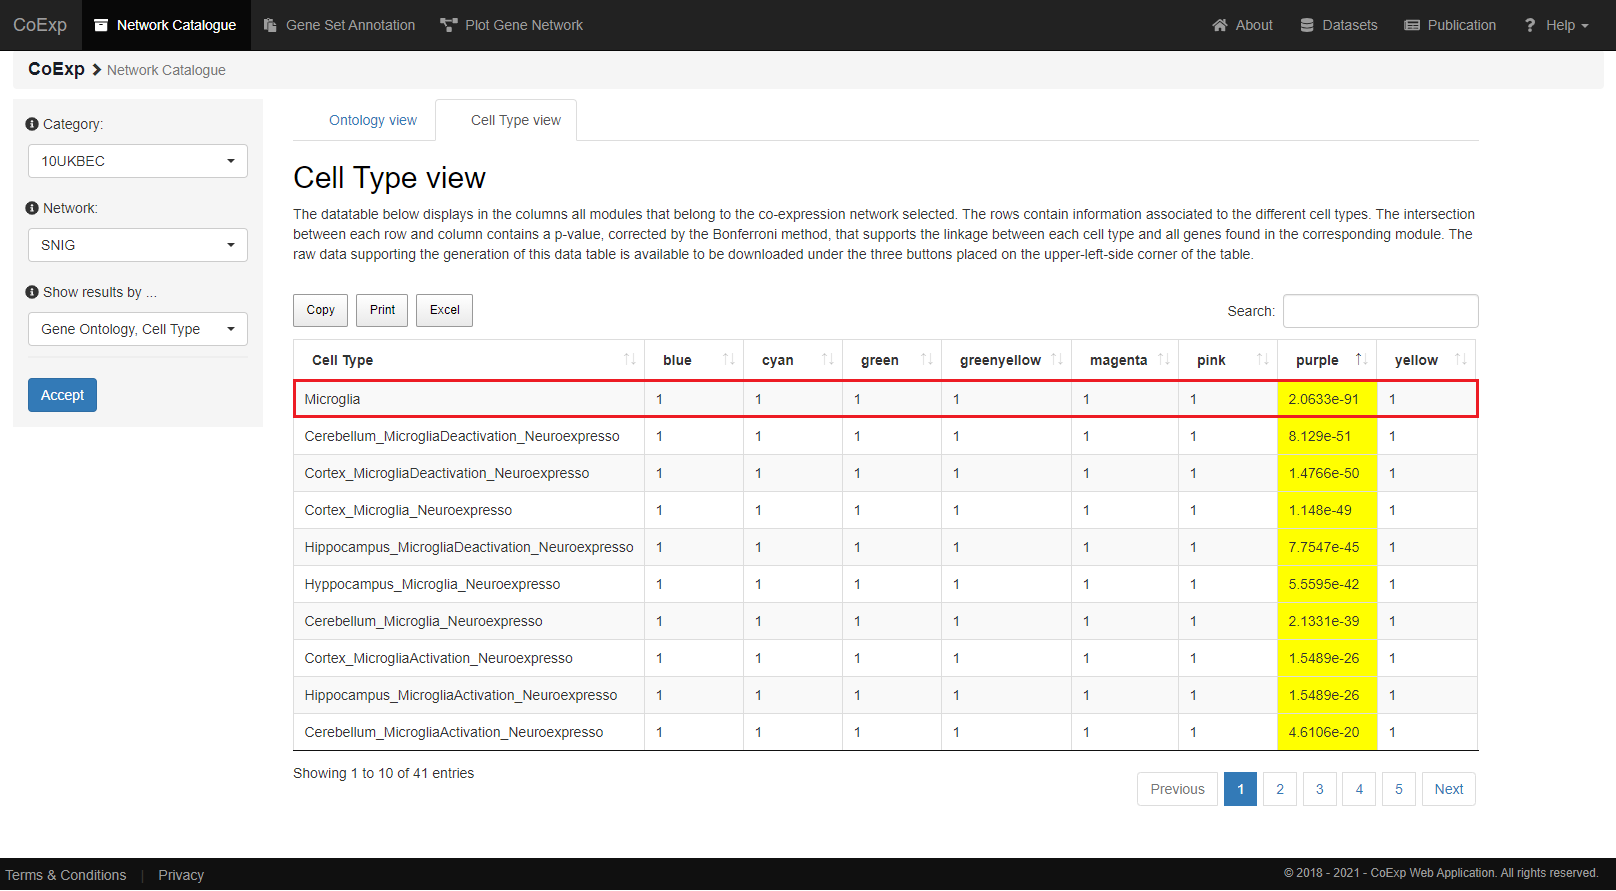 CoExp Network Catalogue Gene Set Annotation Plot Gene Network About Datasets Publication Help
CoExp Network Catalogue
Category:
10UKBEC
Network:
SNIG
Show results by ...
Gene Ontology, Cell Type
Accept
Ontology view Cell Type view
Cell Type view
The datatable below displays in the columns all modules that belong to the co-expression network selected. The rows contain information associated to the different cell types. The intersection
between each row and column contains a p-value, corrected by the Bonferroni method, that supports the linkage between each cell type and all genes found in the corresponding module. The
raw data supporting the generation of this data table is available to be downloaded under the three buttons placed on the upper-left-side corner of the table.
Copy Print Excel Search:
Cell Type blue cyan green greenyellow magenta pink purple yellow
Microglia 1 1 1 1 1 1 2.0633e-91 1
Cerebellum_MicrogliaDeactivation_Neuroexpresso 1 1 1 1 1 1 8.129e-51 1
Cortex_MicrogliaDeactivation_Neuroexpresso 1 1 1 1 1 1 1.4766e-50 1
Cortex_Microglia_Neuroexpresso 1 1 1 1 1 1 1.148e-49 1
Hippocampus_MicrogliaDeactivation_Neuroexpresso 1 1 1 1 1 1 7.7547e-45 1
Hyppocampus_Microglia_Neuroexpresso 1 1 1 1 1 1 5.5595e-42 1
Cerebellum_Microglia_Neuroexpresso 1 1 1 1 1 1 2.1331e-39 1
Cortex_MicrogliaActivation_Neuroexpresso 1 1 1 1 1 1 1.5489e-26 1
Hippocampus_MicrogliaActivation_Neuroexpresso 1 1 1 1 1 1 1.5489e-26 1
Cerebellum_MicrogliaActivation_Neuroexpresso 1 1 1 1 1 1 4.6106e-20 1
Showing 1 to 10 of 41 entries
Previous 1 2 3 4 5 Next
Terms & Conditions | Privacy © 2018 - 2021 - CoExp Web Application. All rights reserved.